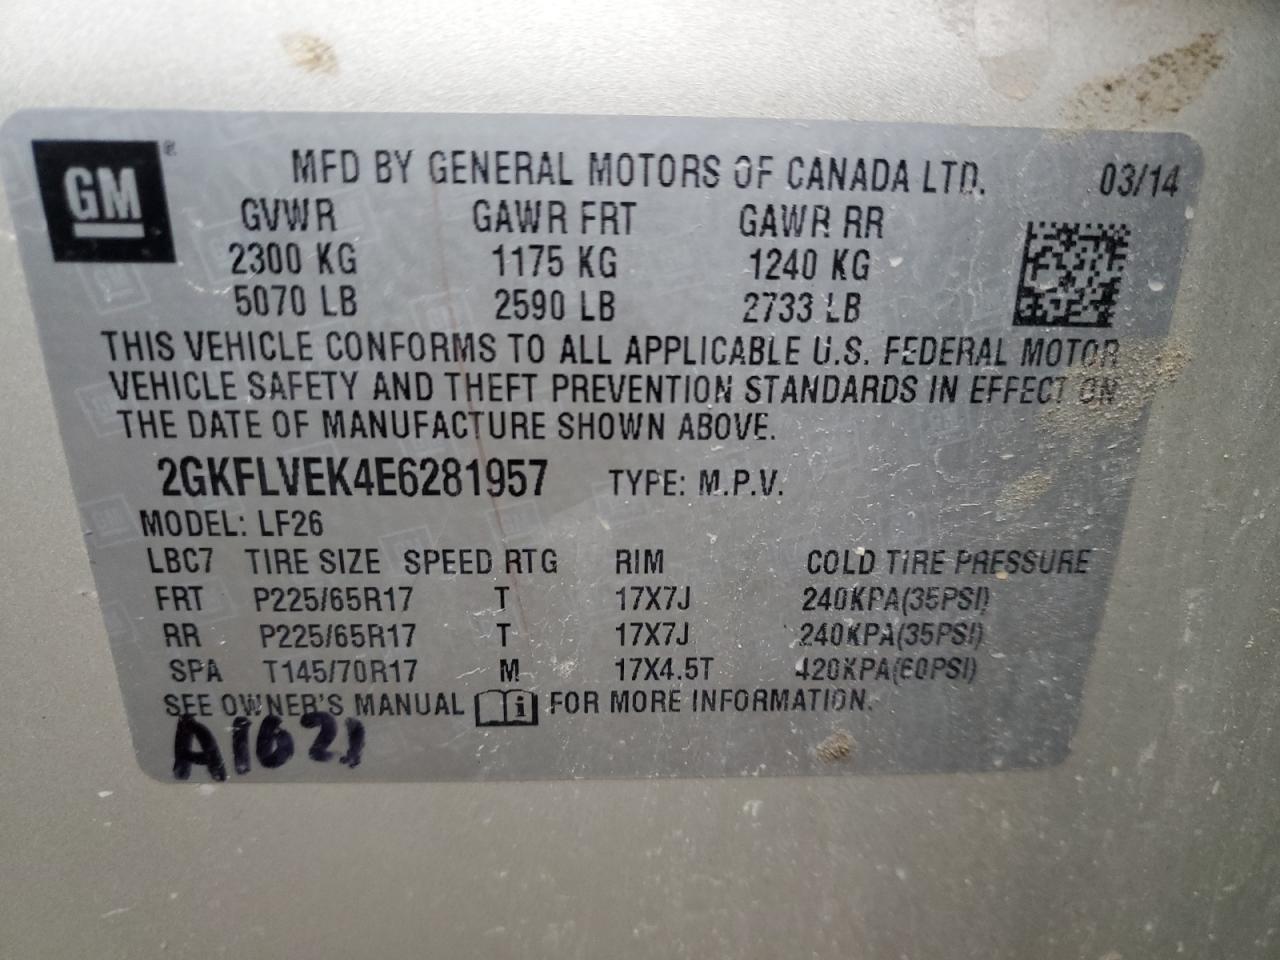 GM®
MFD BY GENERAL MOTORS OF CANADA LTD. 03/14
GVWR GAWR FRT GAWR RR
2300 KG 1175 KG 1240 KG
5070 LB 2590 LB 2733 LB
THIS VEHICLE CONFORMS TO ALL APPLICABLE U.S. FEDERAL MOTOR
VEHICLE SAFETY AND THEFT PREVENTION STANDARDS IN EFFECT ON
THE DATE OF MANUFACTURE SHOWN ABOVE.
2GKFLVEK4E6281957 TYPE: M.P.V.
MODEL: LF26
LBC7 TIRE SIZE SPEED RTG RIM COLD TIRE PRESSURE
FRT P225/65R17 T 17X7J 240KPA(35PSI)
RR P225/65R17 T 17X7J 240KPA(35PSI)
SPA T145/70R17 M 17X4.5T 420KPA(60PSI)
SEE OWNER'S MANUAL i FOR MORE INFORMATION.
A1621